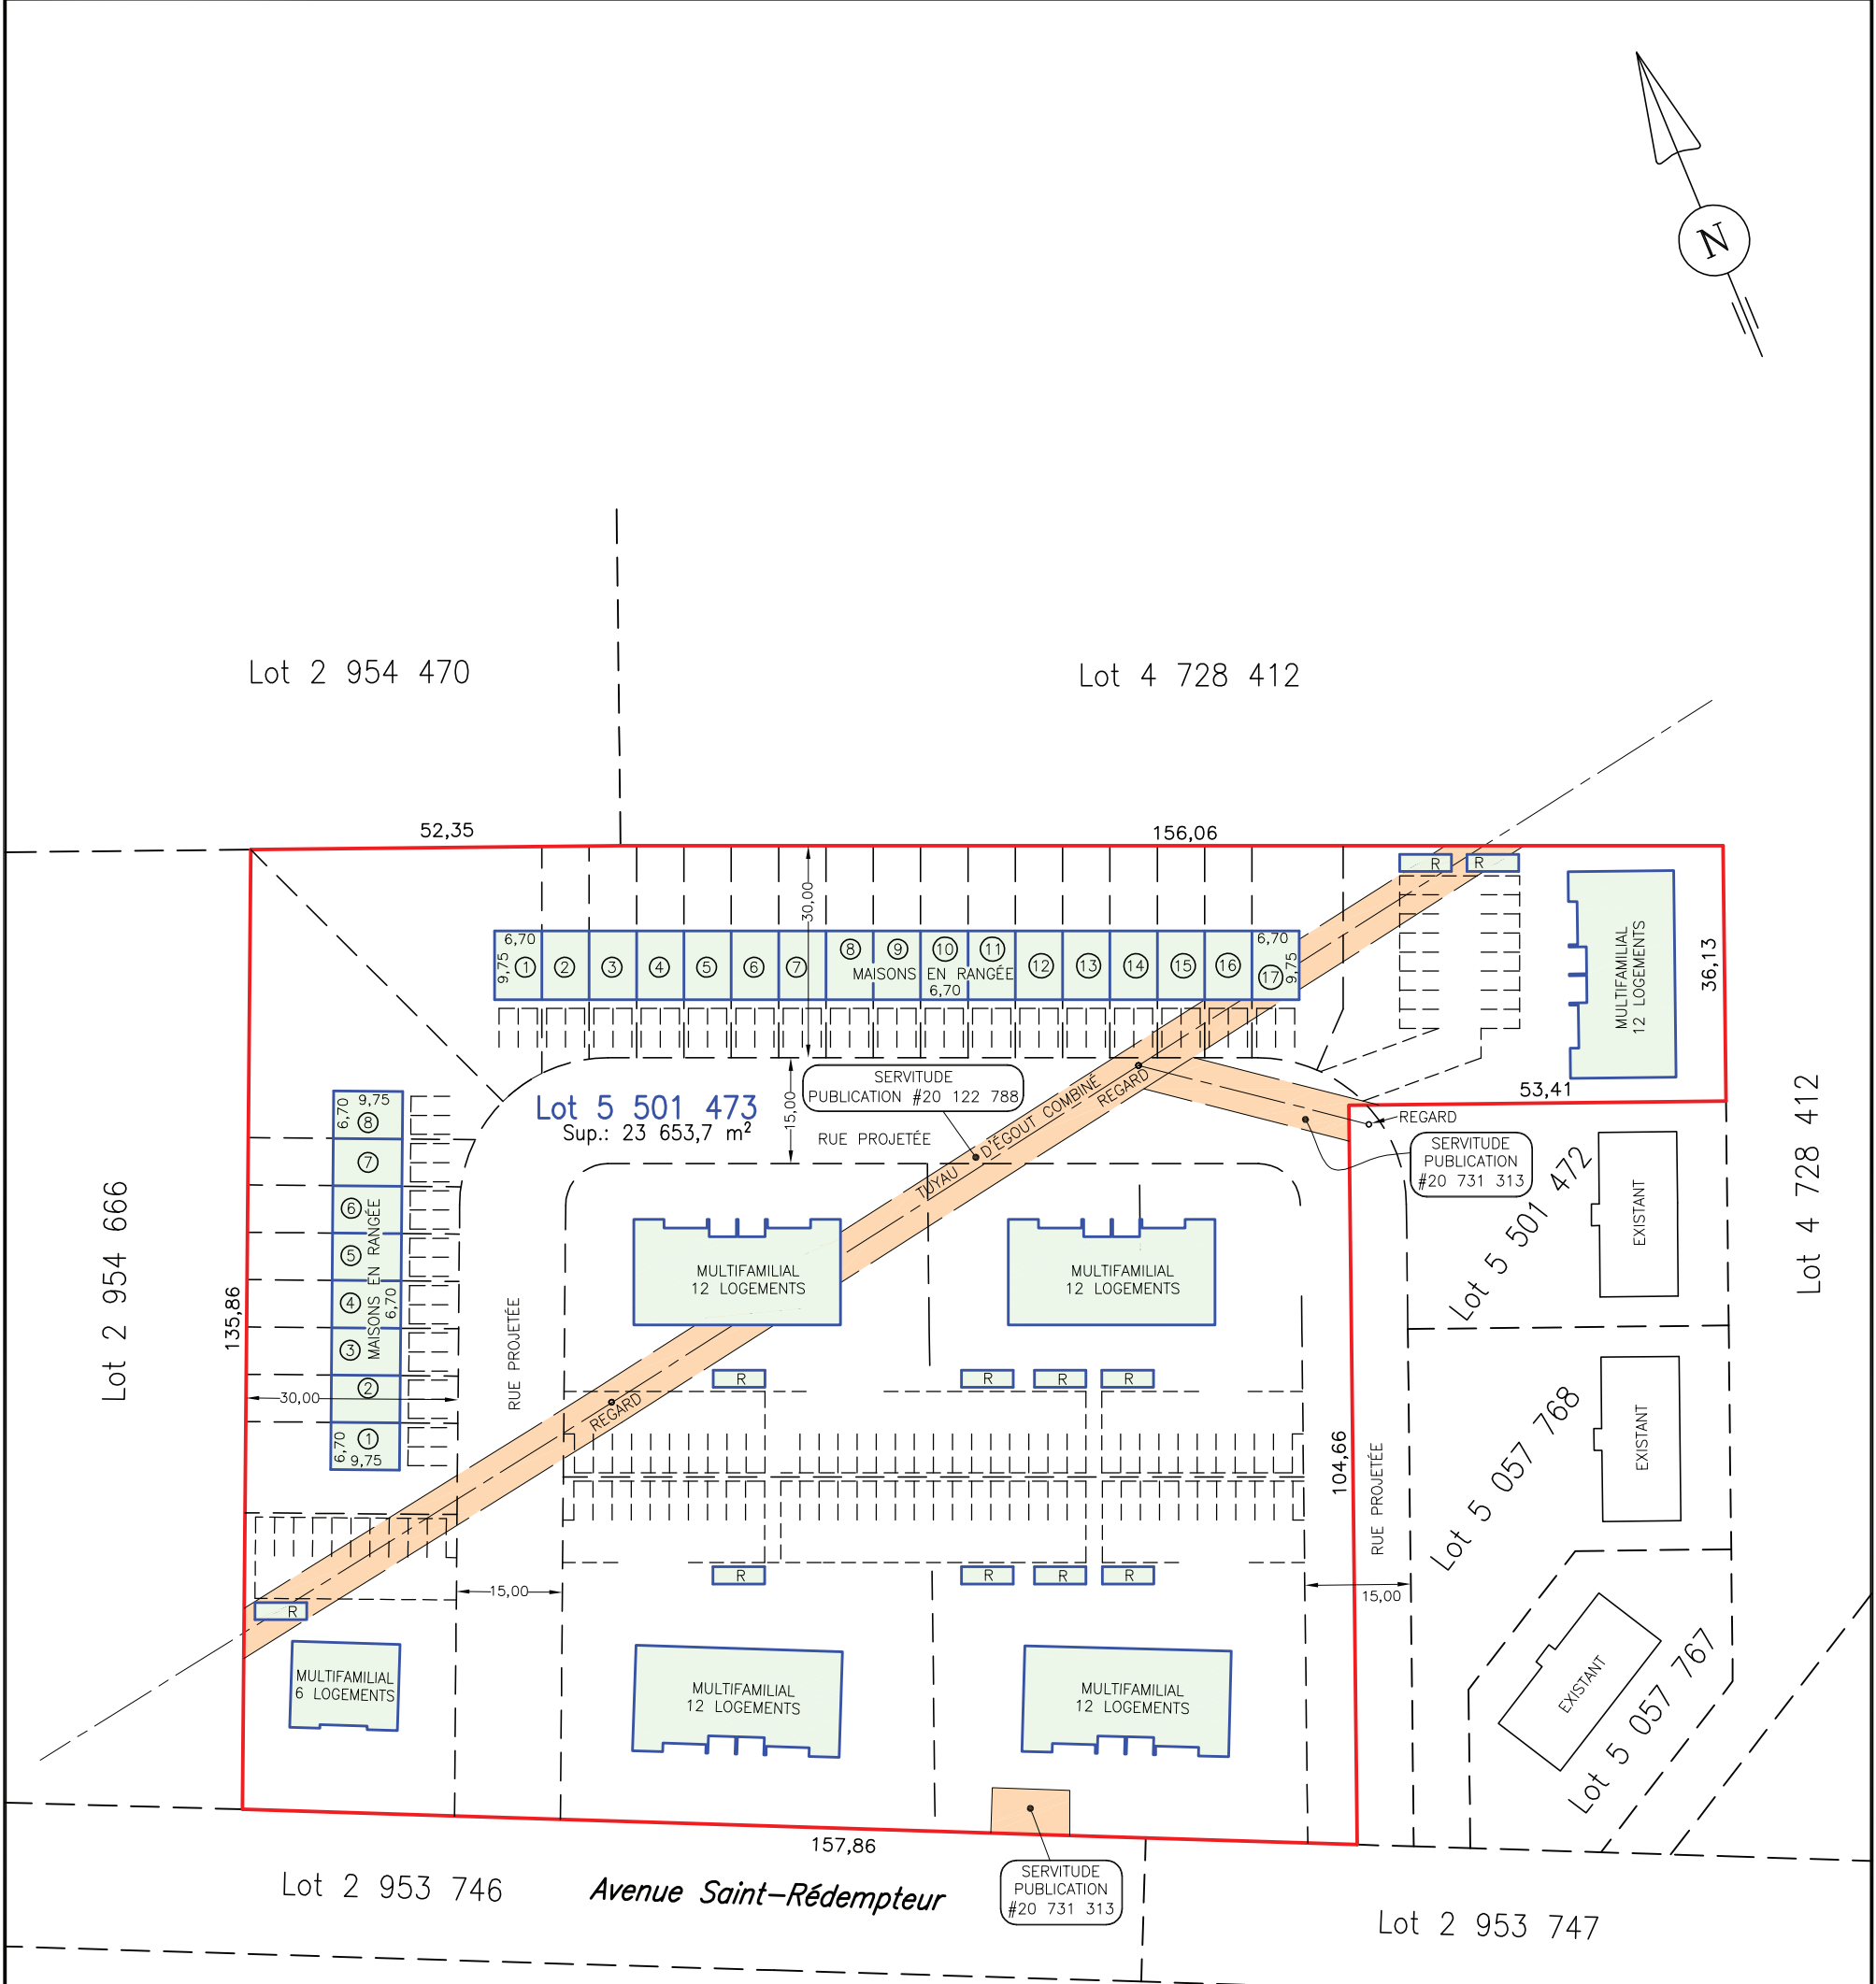 N
Lot 2 954 470
Lot 4 728 412
52,35
156,06
30,00
R
R
6,70
9,75
1
2
3
4
5
6
7
8
9
10
11
12
13
14
15
16
17
MAISONS EN RANGÉE
6,70
6,70
9,75
MULTIFAMILIAL
12 LOGEMENTS
36,13
53,41
SERVITUDE
PUBLICATION #20 122 788
Lot 5 501 473
Sup.: 23 653,7 m²
15,00
RUE PROJETÉE
TUYAU D'ÉGOUT COMBINÉ
REGARD
REGARD
SERVITUDE
PUBLICATION
#20 731 313
Lot 4 728 412
Lot 5 501 472
EXISTANT
Lot 2 954 666
135,86
6,70
9,75
8
7
6
5
4
3
2
1
MAISONS EN RANGÉE
6,70
30,00
6,70
9,75
RUE PROJETÉE
MULTIFAMILIAL
12 LOGEMENTS
MULTIFAMILIAL
12 LOGEMENTS
R
R
R
R
REGARD
104,66
RUE PROJETÉE
Lot 5 057 768
EXISTANT
R
R
R
R
15,00
15,00
R
MULTIFAMILIAL
6 LOGEMENTS
MULTIFAMILIAL
12 LOGEMENTS
MULTIFAMILIAL
12 LOGEMENTS
EXISTANT
Lot 5 057 767
157,86
SERVITUDE
PUBLICATION
#20 731 313
Lot 2 953 746
Avenue Saint-Rédempteur
Lot 2 953 747